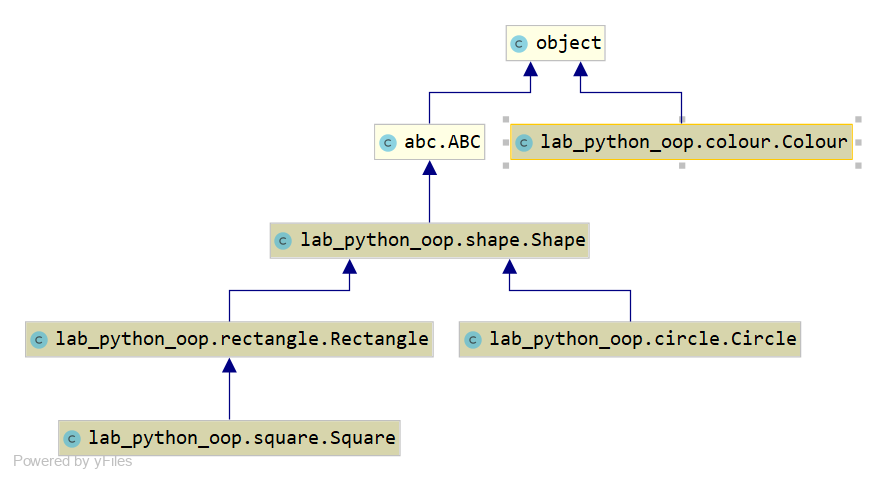 object
abc.ABC
lab_python_oop.colour.Colour
lab_python_oop.shape.Shape
lab_python_oop.rectangle.Rectangle
lab_python_oop.circle.Circle
lab_python_oop.square.Square
Powered by yFiles